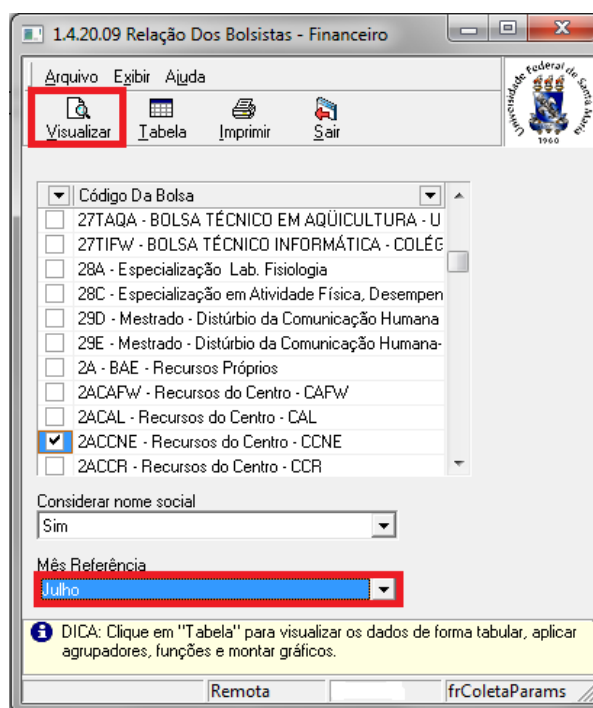 1.4.20.09 Relação Dos Bolsistas - Financeiro
Arquivo Exibir Ajuda
Visualizar Tabela Imprimir Sair
Universidade Federal de Santa Maria
1960
Código Da Bolsa
27TAQA - BOLSA TÉCNICO EM AQÜICULTURA - U
27TIFW - BOLSA TÉCNICO INFORMÁTICA - COLÉG
28A - Especialização Lab. Fisiologia
28C - Especialização em Atividade Física, Desempen
29D - Mestrado - Distúrbio da Comunicação Humana
29E - Mestrado - Distúrbio da Comunicação Humana-
2A - BAE - Recursos Próprios
2ACAFW - Recursos do Centro - CAFW
2ACAL - Recursos do Centro - CAL
2ACCNE - Recursos do Centro - CCNE
2ACCR - Recursos do Centro - CCR
Considerar nome social
Sim
Mês Referência
Julho
DICA: Clique em "Tabela" para visualizar os dados de forma tabular, aplicar
agrupadores, funções e montar gráficos.
Remota frColetaParams